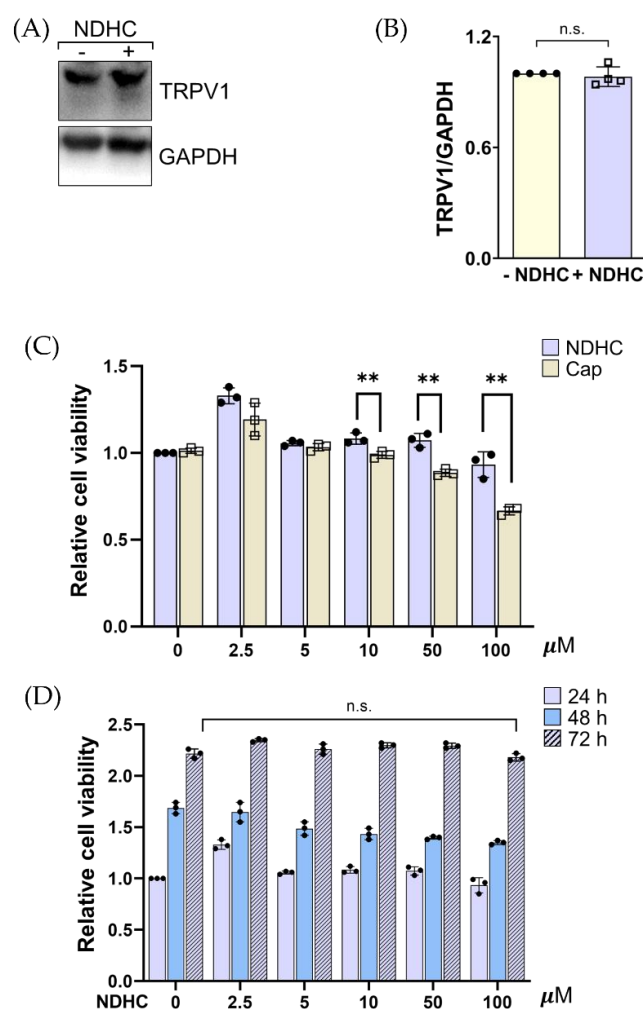 (A)
NDHC
- +
TRPV1
GAPDH
(B)
n.s.
1.2
0.6
0.0
TRPV1/GAPDH
- NDHC + NDHC
(C)
NDHC
Cap
1.5
1.0
0.5
0.0
Relative cell viability
** ** **
0 2.5 5 10 50 100 μM
(D)
24 h
48 h
72 h
n.s.
2.5
2.0
1.5
1.0
0.5
0.0
Relative cell viability
NDHC 0 2.5 5 10 50 100 μM